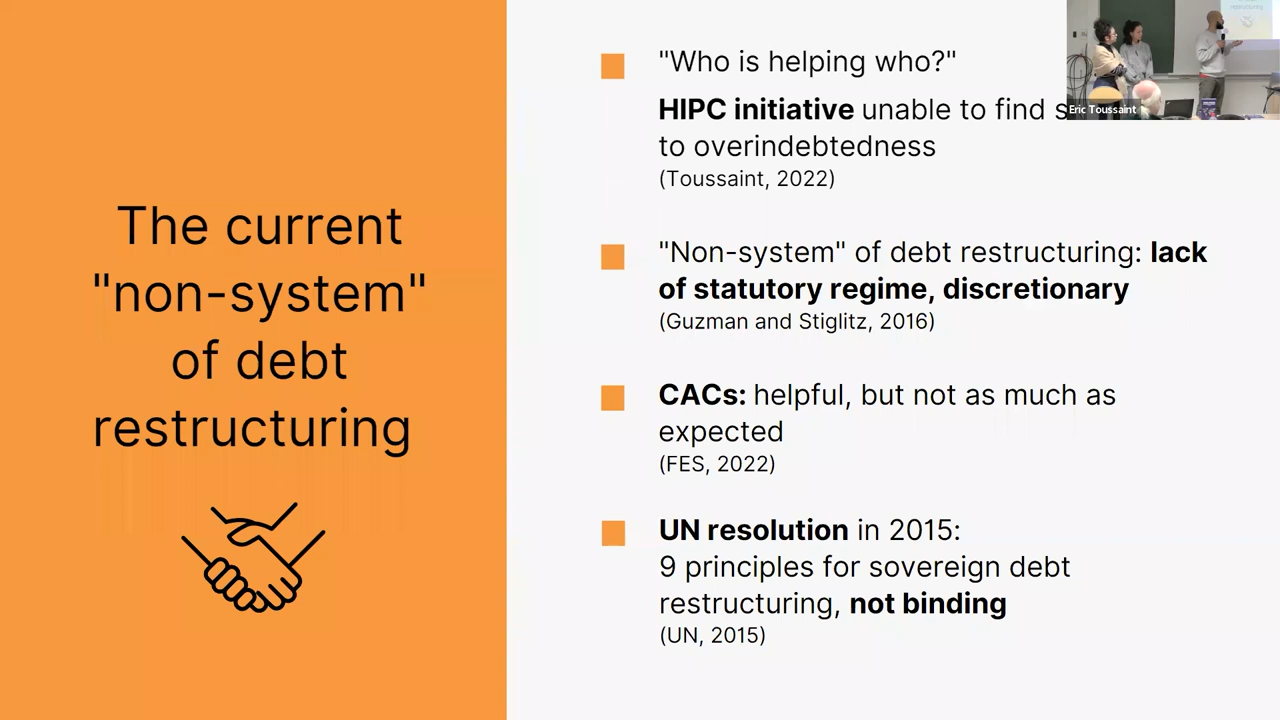 The current
"non-system"
of debt
restructuring
"Who is helping who?"
HIPC initiative unable to find
to overindebtedness
(Toussaint, 2022)
"Non-system" of debt restructuring: lack
of statutory regime, discretionary
(Guzman and Stiglitz, 2016)
CACs: helpful, but not as much as
expected
(FES, 2022)
UN resolution in 2015:
9 principles for sovereign debt
restructuring, not binding
(UN, 2015)
restructuring
Eric Toussaint